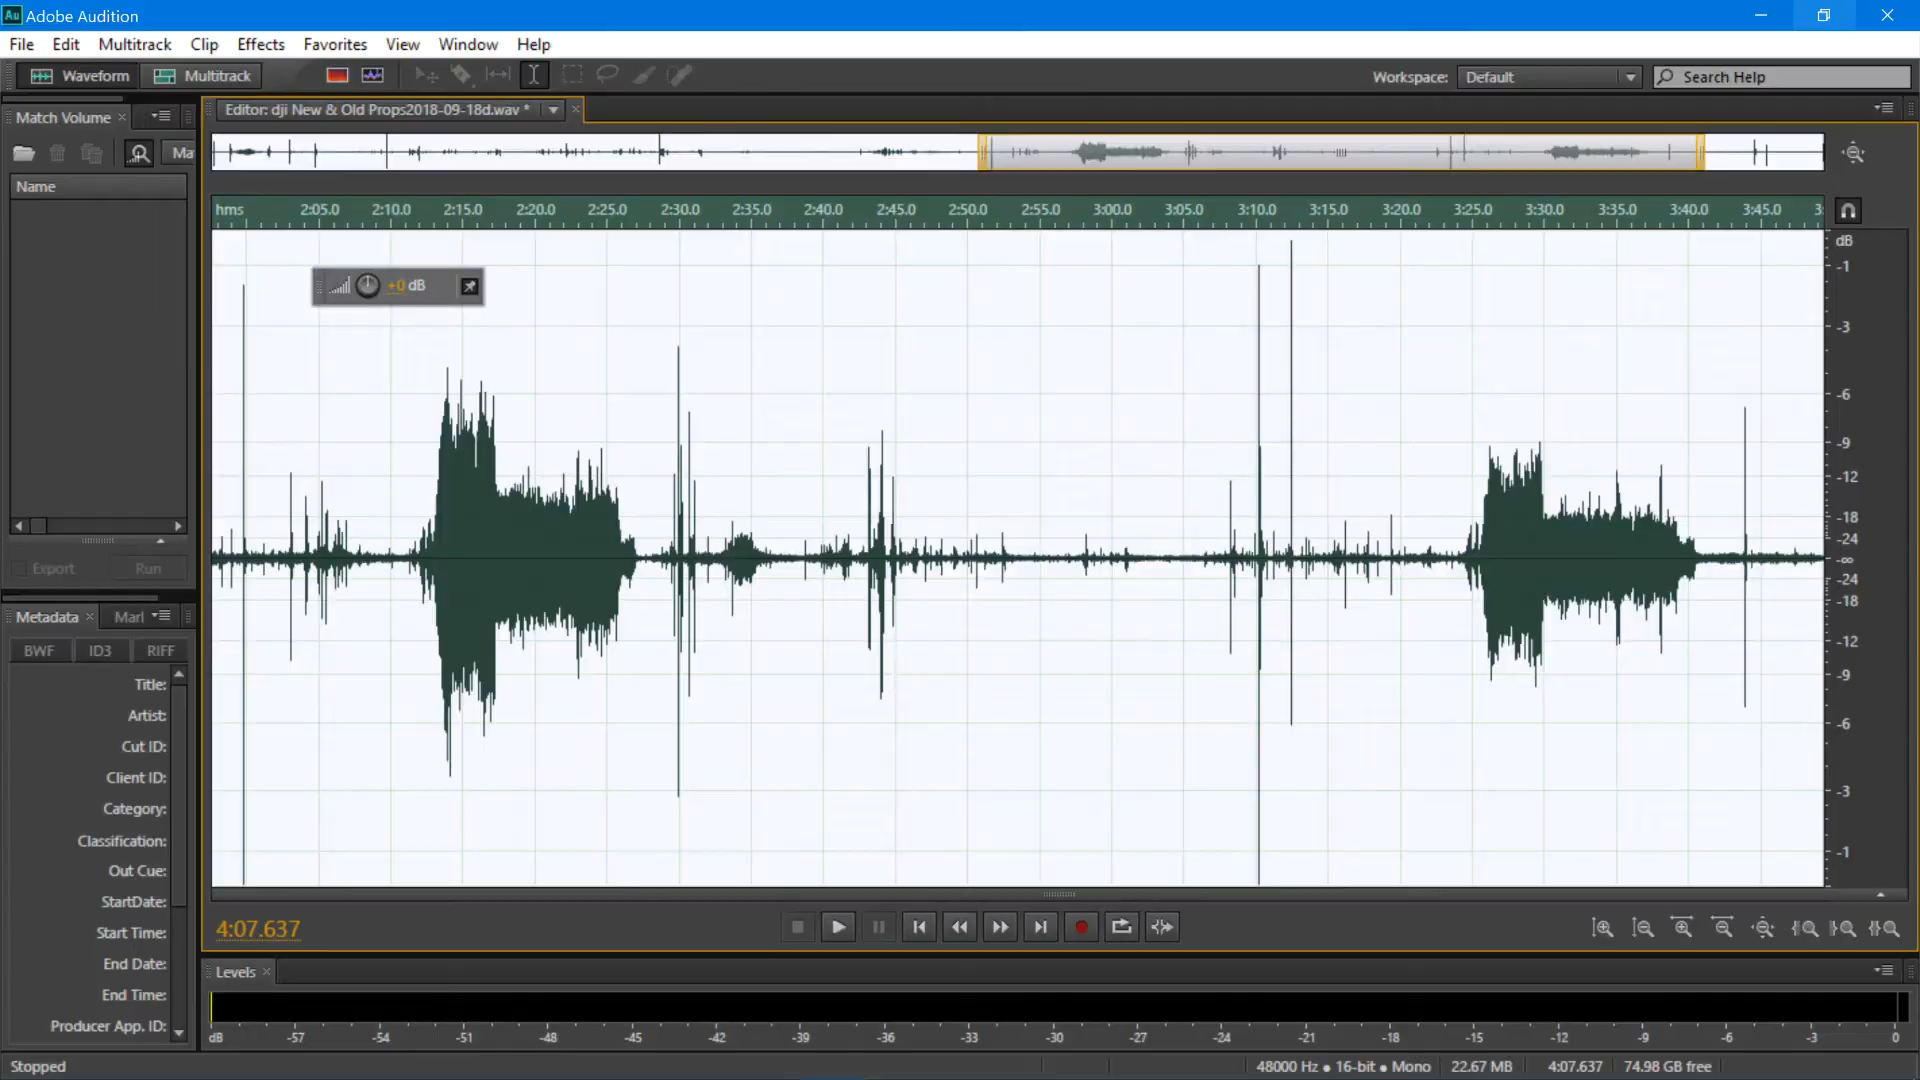 Au Adobe Audition
File Edit Multitrack Clip Effects Favorites View Window Help
Waveform Multitrack Workspace: Default Search Help
Match Volume
Ma
Name
Export Run
Editor: dji New & Old Props2018-09-18d.wav *
hms 2:05.0 2:10.0 2:15.0 2:20.0 2:25.0 2:30.0 2:35.0 2:40.0 2:45.0 2:50.0 2:55.0 3:00.0 3:05.0 3:10.0 3:15.0 3:20.0 3:25.0 3:30.0 3:35.0 3:40.0 3:45.0 3:
+0 dB
dB
-1
-3
-6
-9
-12
-18
-24
-∞
-24
-18
-12
-9
-6
-3
-1
Metadata Marl
BWF ID3 RIFF
Title:
Artist:
Cut ID:
Client ID:
Category:
Classification:
Out Cue:
StartDate:
Start Time:
End Date:
End Time:
Producer App. ID:
4:07.637
Levels
dB -57 -54 -51 -48 -45 -42 -39 -36 -33 -30 -27 -24 -21 -18 -15 -12 -9 -6 -3 0
Stopped 48000 Hz ● 16-bit ● Mono 22.67 MB 4:07.637 74.98 GB free